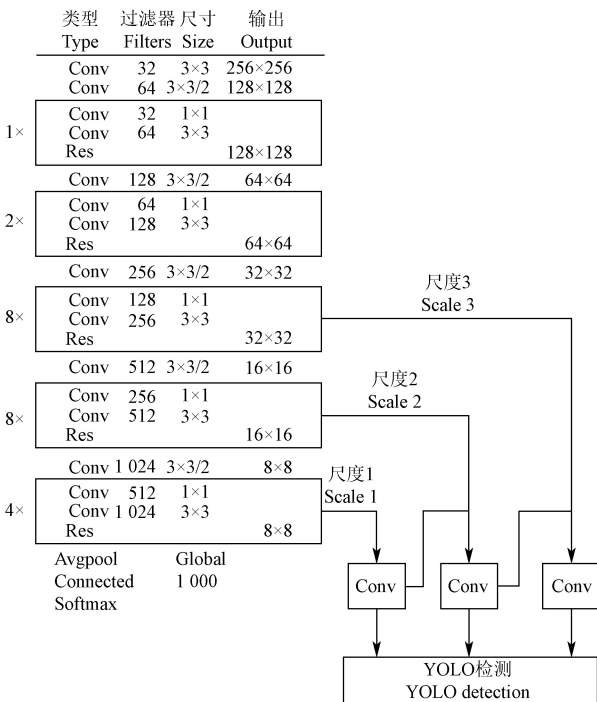 类型 过滤器 尺寸 输出
Type Filters Size Output
Conv 32 3×3 256×256
Conv 64 3×3/2 128×128
1×
Conv 32 1×1
Conv 64 3×3
Res 128×128
Conv 128 3×3/2 64×64
2×
Conv 64 1×1
Conv 128 3×3
Res 64×64
Conv 256 3×3/2 32×32
8×
Conv 128 1×1
Conv 256 3×3
Res 32×32
尺度3
Scale 3
Conv 512 3×3/2 16×16
8×
Conv 256 1×1
Conv 512 3×3
Res 16×16
尺度2
Scale 2
Conv 1 024 3×3/2 8×8
4×
Conv 512 1×1
Conv 1 024 3×3
Res 8×8
尺度1
Scale 1
Avgpool Global
Connected 1 000
Softmax
Conv Conv Conv
YOLO检测
YOLO detection